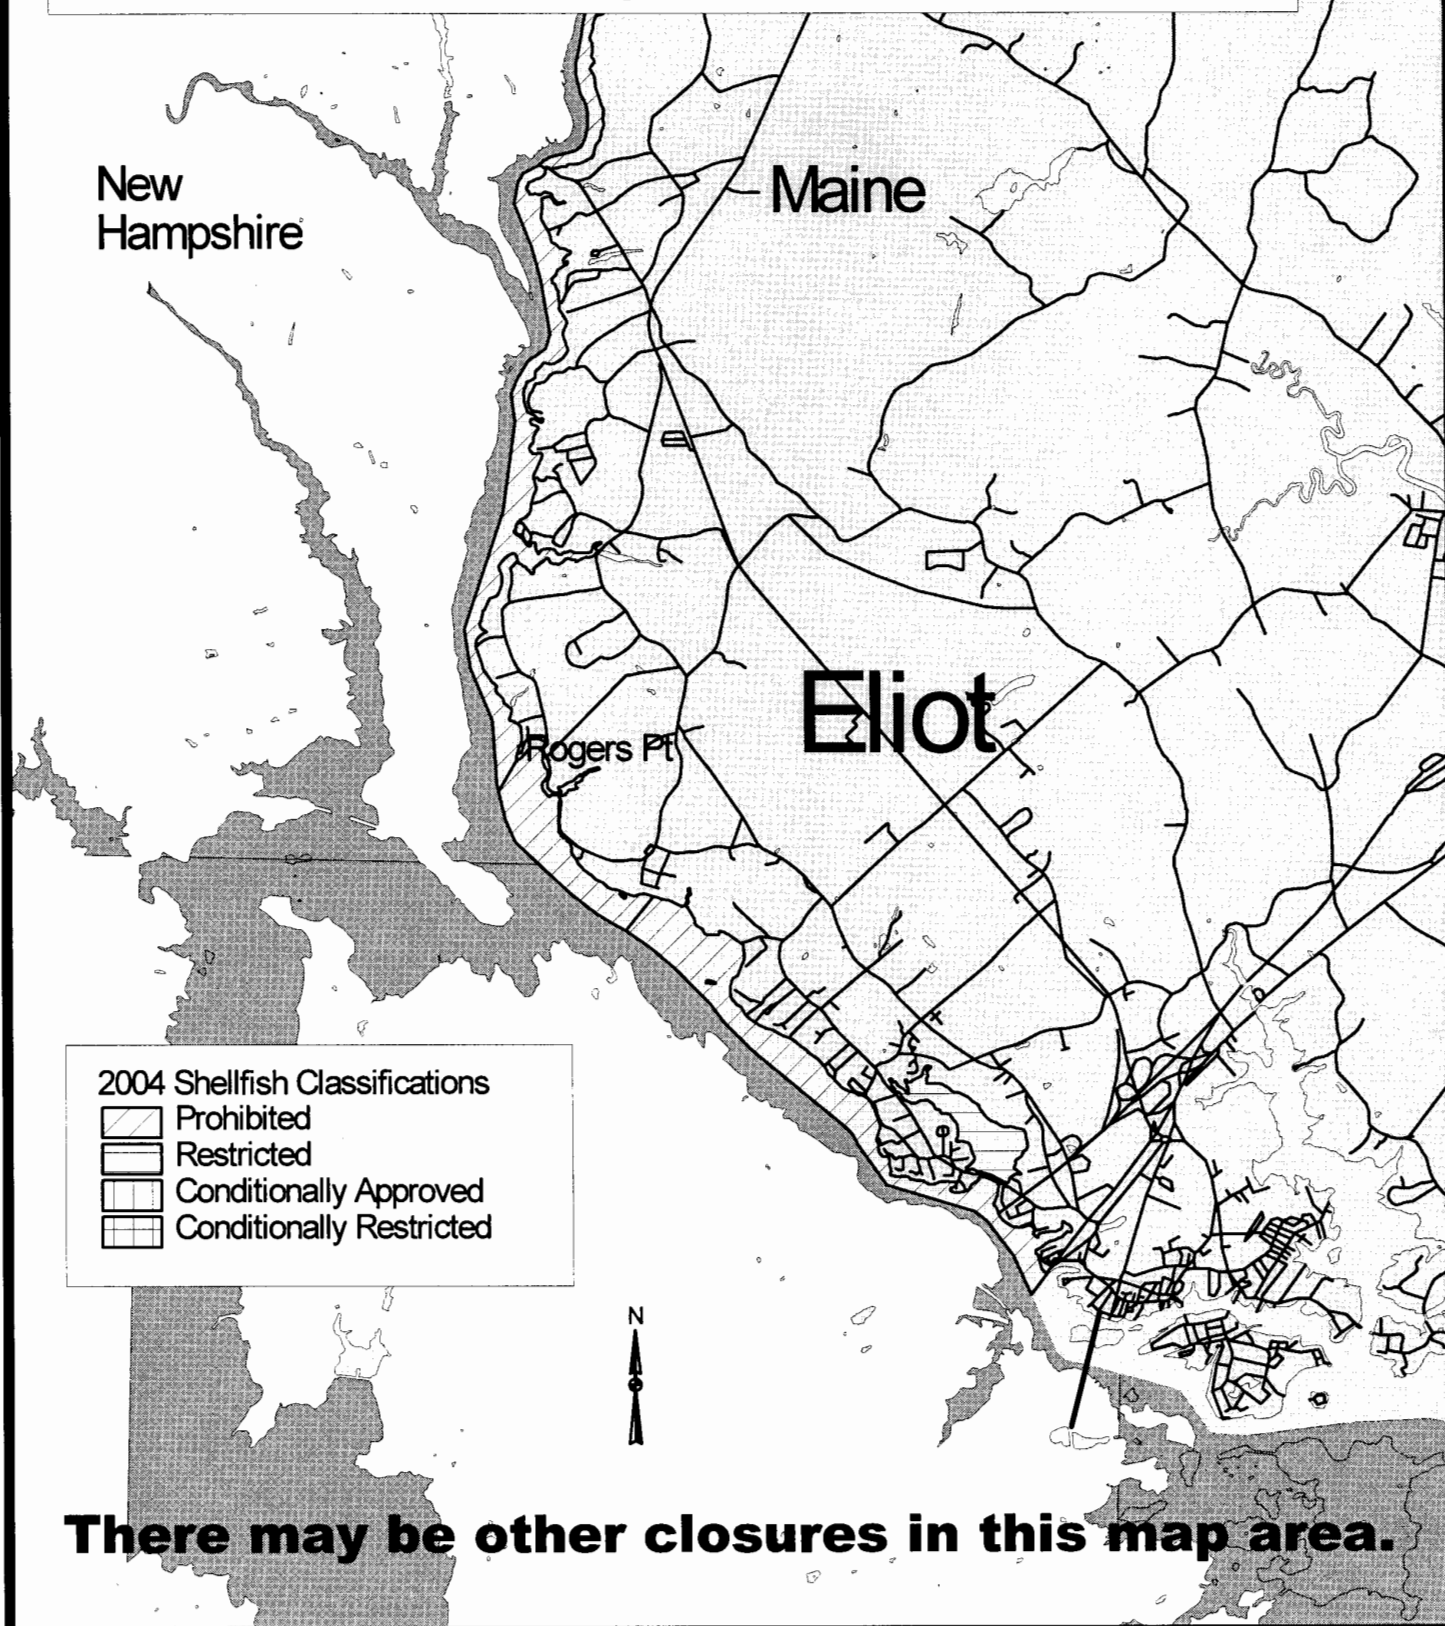 New
Hampshire
Maine
Eliot
Rogers Pt
2004 Shellfish Classifications
Prohibited
Restricted
Conditionally Approved
Conditionally Restricted
N
There may be other closures in this map area.